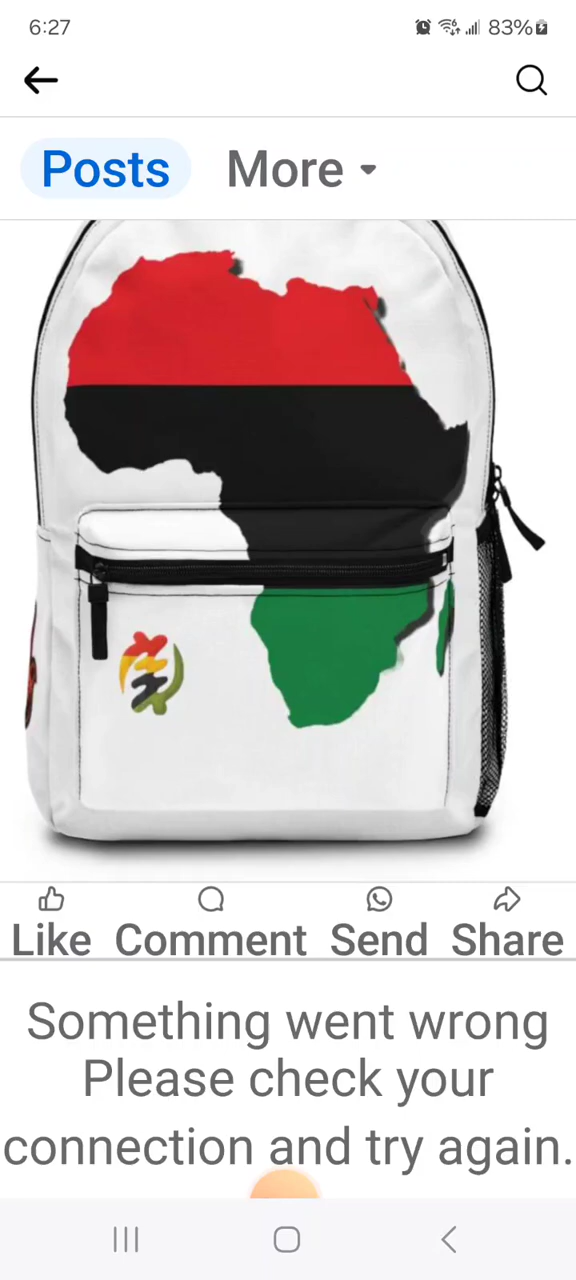 6:27
83%
Posts More
Like Comment Send Share
Something went wrong
Please check your
connection and try again.